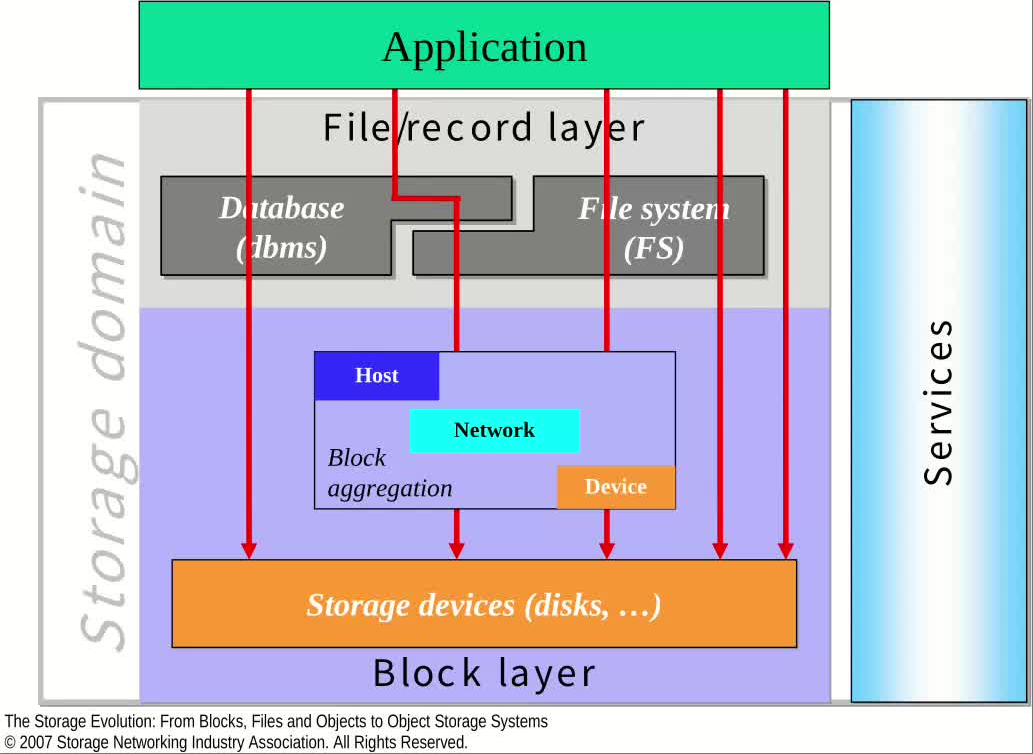 Application
File/record layer
Storage domain
Database
(dbms)
File system
(FS)
Host
Network
Block
aggregation
Device
Services
Storage devices (disks, …)
Block layer
The Storage Evolution: From Blocks, Files and Objects to Object Storage Systems
© 2007 Storage Networking Industry Association. All Rights Reserved.